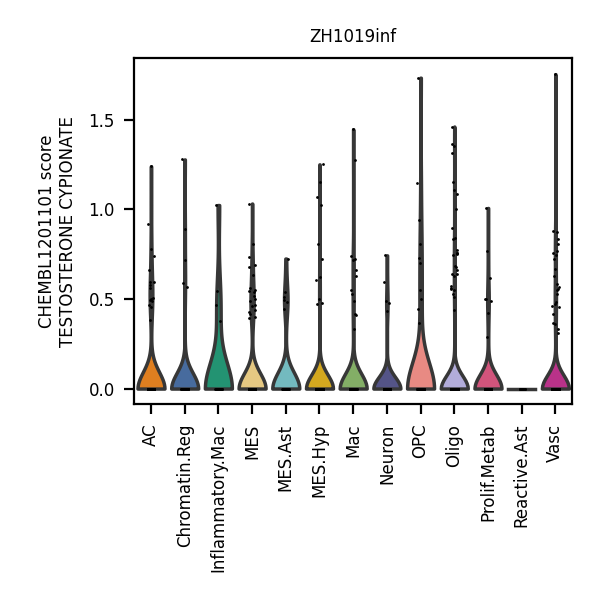 ZH1019inf
CHEMBL1201101 score
TESTOSTERONE CYPIONATE
1.5
1.0
0.5
0.0
AC
Chromatin.Reg
Inflammatory.Mac
MES
MES.Ast
MES.Hyp
Mac
Neuron
OPC
Oligo
Prolif.Metab
Reactive.Ast
Vasc